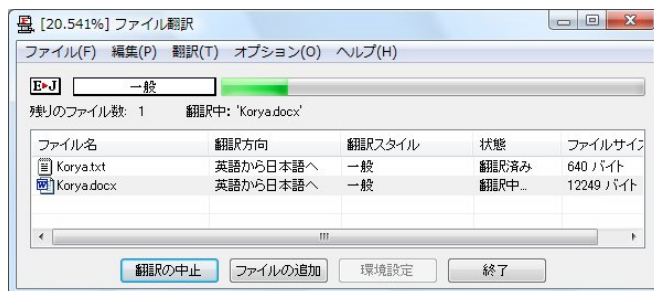 [20.541%] ファイル翻訳
ファイル(F) 編集(P) 翻訳(T) オプション(O) ヘルプ(H)
E▸J 一般
残りのファイル数: 1 翻訳中: 'Korya.docx'
ファイル名 翻訳方向 翻訳スタイル 状態 ファイルサイズ
Korya.txt 英語から日本語へ 一般 翻訳済み 640 バイト
Korya.docx 英語から日本語へ 一般 翻訳中... 12249 バイト
翻訳の中止 ファイルの追加 環境設定 終了